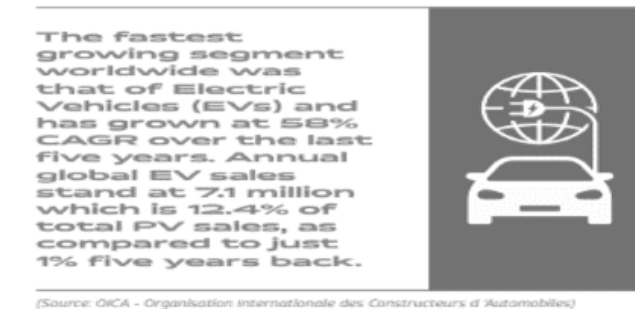 The fastest
growing segment
worldwide was
that of Electric
Vehicles (EVs) and
has grown at 58%
CAGR over the last
five years. Annual
global EV sales
stand at 7.1 million
which is 12.4% of
total PV sales, as
compared to just
1% five years back.
(Source: OICA - Organisation Internationale des Constructeurs d 'Automobiles)